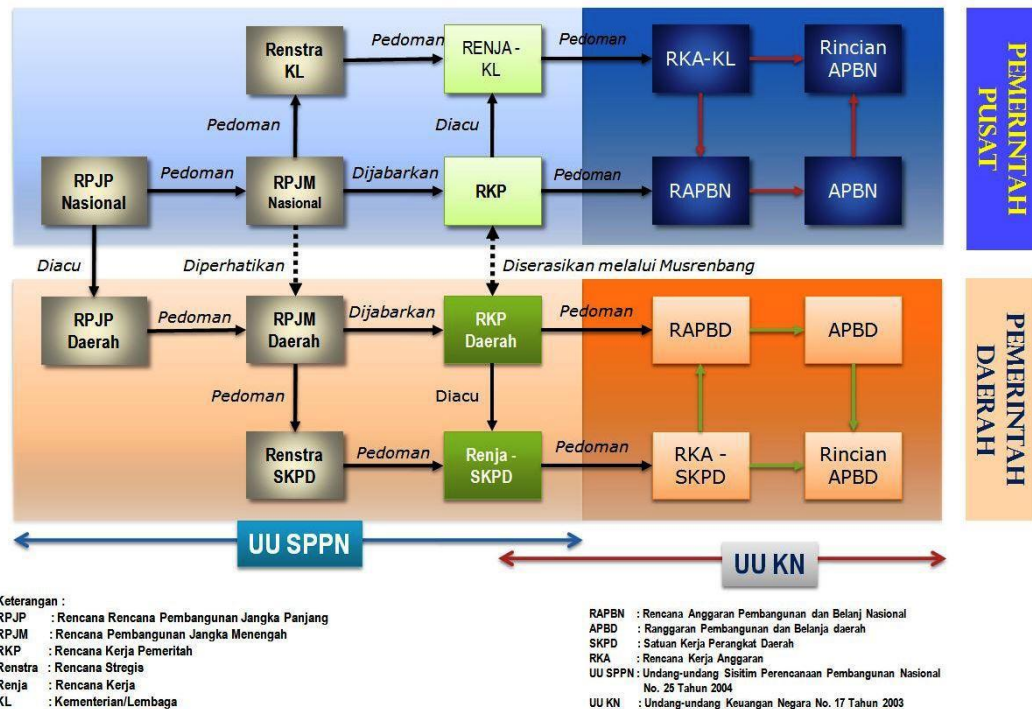 Renstra
KL
Pedoman
RENJA -
KL
Pedoman
RKA-KL
Rincian
APBN
PEMERINTAH
PUSAT
Pedoman
Diacu
RPJP
Nasional
Pedoman
RPJM
Nasional
Dijabarkan
RKP
Pedoman
RAPBN
APBN
Diacu
Diperhatikan
Diserasikan melalui Musrenbang
RPJP
Daerah
Pedoman
RPJM
Daerah
Dijabarkan
RKP
Daerah
Pedoman
RAPBD
APBD
PEMERINTAH
DAERAH
Pedoman
Diacu
Renstra
SKPD
Pedoman
Renja -
SKPD
Pedoman
RKA -
SKPD
Rincian
APBD
UU SPPN
UU KN
Keterangan :
RPJP : Rencana Rencana Pembangunan Jangka Panjang
RPJM : Rencana Pembangunan Jangka Menengah
RKP : Rencana Kerja Pemeritah
Renstra : Rencana Stregis
Renja : Rencana Kerja
KL : Kementerian/Lembaga
RAPBN : Rencana Anggaran Pembangunan dan Belanj Nasional
APBD : Ranggaran Pembangunan dan Belanja daerah
SKPD : Satuan Kerja Perangkat Daerah
RKA : Rencana Kerja Anggaran
UU SPPN : Undang-undang Sisitim Perencanaan Pembangunan Nasional
No. 25 Tahun 2004
UU KN : Undang-undang Keuangan Negara No. 17 Tahun 2003